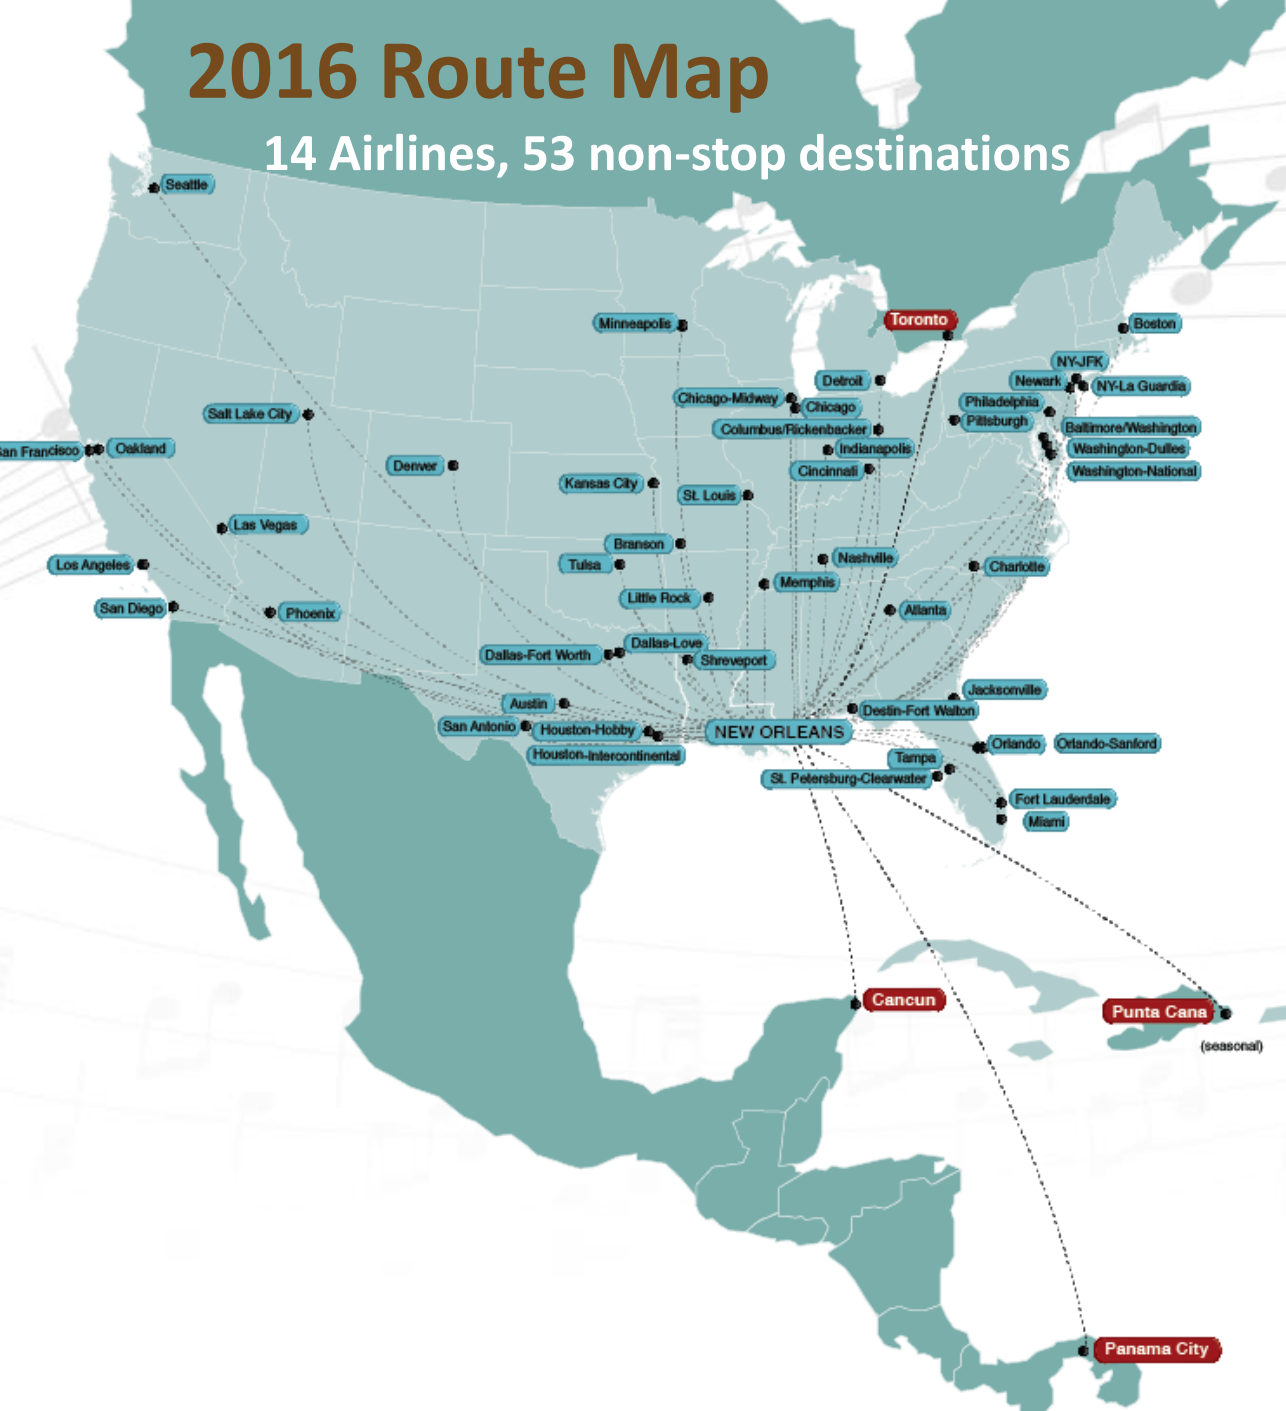 2016 Route Map
14 Airlines, 53 non-stop destinations
Seattle
Minneapolis
Toronto
Boston
NY-JFK
Detroit
Newark
NY-La Guardia
Chicago-Midway
Chicago
Philadelphia
Salt Lake City
Pittsburgh
Columbus/Rickenbacker
Baltimore/Washington
San Francisco
Oakland
Indianapolis
Washington-Dulles
Denver
Cincinnati
Washington-National
Kansas City
St. Louis
Las Vegas
Branson
Nashville
Los Angeles
Tulsa
Charlotte
Memphis
Little Rock
San Diego
Phoenix
Atlanta
Dallas-Love
Dallas-Fort Worth
Shreveport
Jacksonville
Austin
Destin-Fort Walton
San Antonio
Houston-Hobby
NEW ORLEANS
Orlando
Orlando-Sanford
Houston-Intercontinental
Tampa
St. Petersburg-Clearwater
Fort Lauderdale
Miami
Cancun
Punta Cana
(seasonal)
Panama City